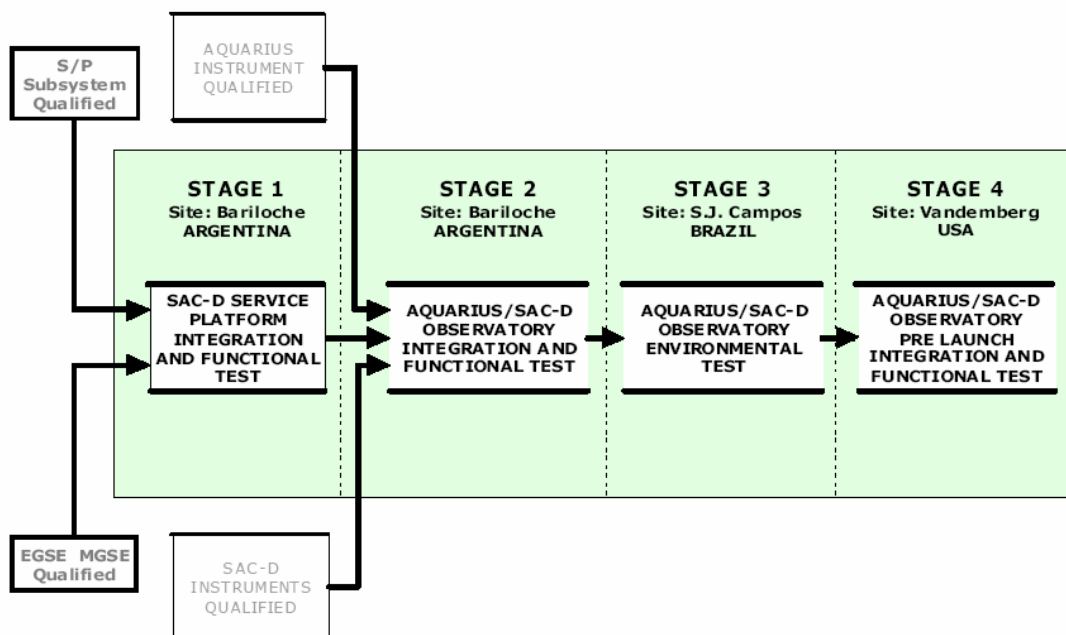 AQUARIUS
INSTRUMENT
QUALIFIED
S/P
Subsystem
Qualified
STAGE 1
Site: Bariloche
ARGENTINA
STAGE 2
Site: Bariloche
ARGENTINA
STAGE 3
Site: S.J. Campos
BRAZIL
STAGE 4
Site: Vandemberg
USA
SAC-D SERVICE
PLATFORM
INTEGRATION
AND FUNCTIONAL
TEST
AQUARIUS/SAC-D
OBSERVATORY
INTEGRATION AND
FUNCTIONAL TEST
AQUARIUS/SAC-D
OBSERVATORY
ENVIRONMENTAL
TEST
AQUARIUS/SAC-D
OBSERVATORY
PRE LAUNCH
INTEGRATION AND
FUNCTIONAL TEST
EGSE MGSE
Qualified
SAC-D
INSTRUMENTS
QUALIFIED